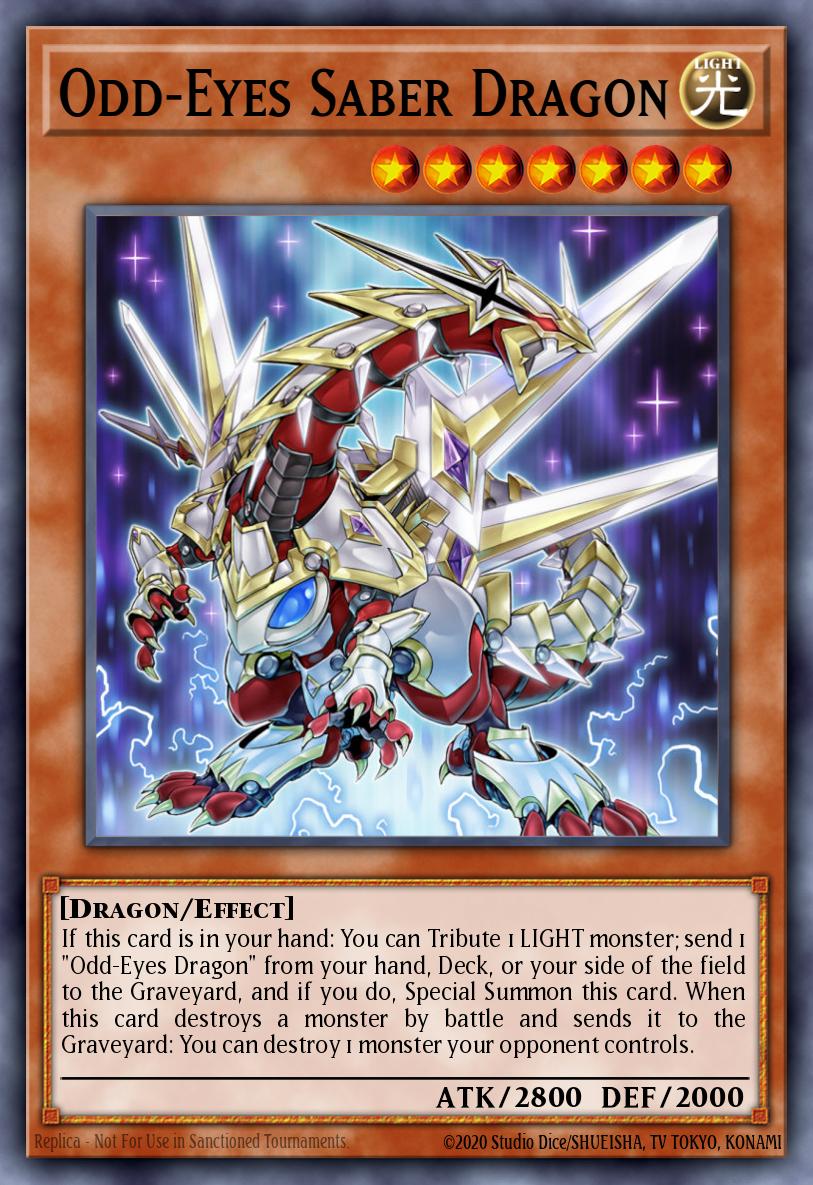 Odd-Eyes Saber Dragon
LIGHT
光
[Dragon/Effect]
If this card is in your hand: You can Tribute 1 LIGHT monster; send 1
"Odd-Eyes Dragon" from your hand, Deck, or your side of the field
to the Graveyard, and if you do, Special Summon this card. When
this card destroys a monster by battle and sends it to the
Graveyard: You can destroy 1 monster your opponent controls.
ATK/2800 DEF/2000
Replica - Not For Use in Sanctioned Tournaments.
©2020 Studio Dice/SHUEISHA, TV TOKYO, KONAMI